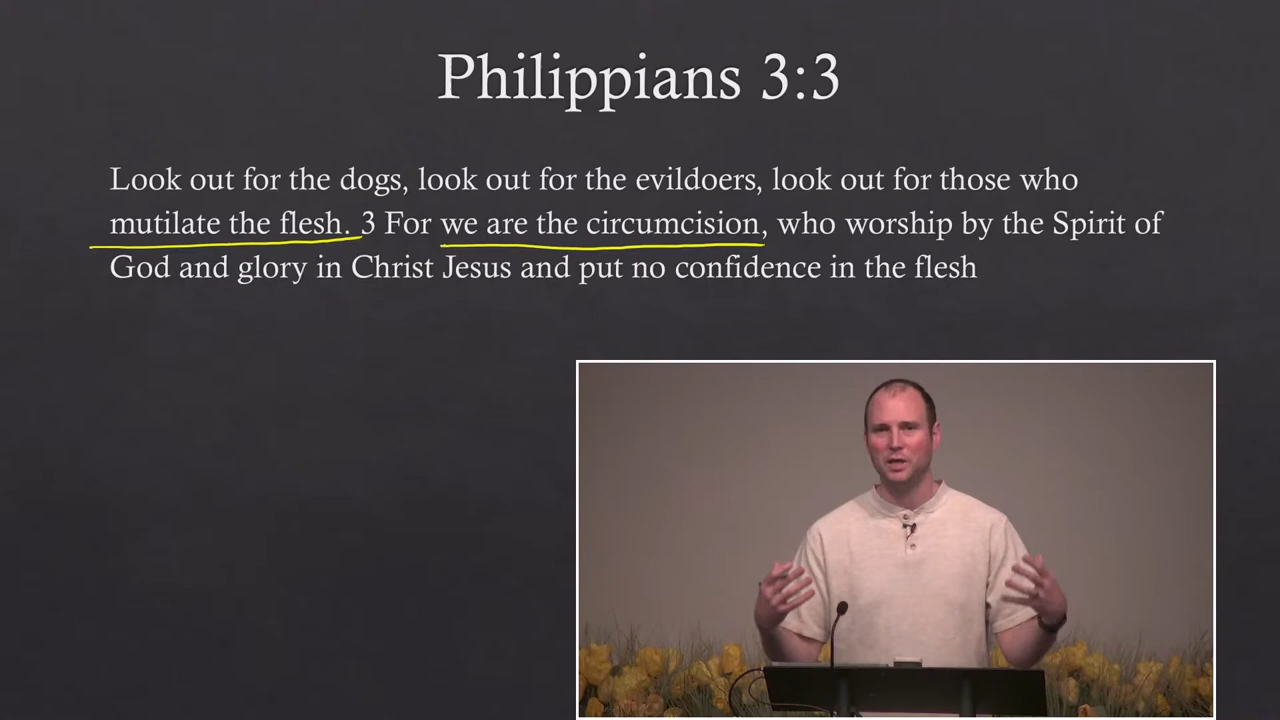 Philippians 3:3
Look out for the dogs, look out for the evildoers, look out for those who
mutilate the flesh. 3 For we are the circumcision, who worship by the Spirit of
God and glory in Christ Jesus and put no confidence in the flesh